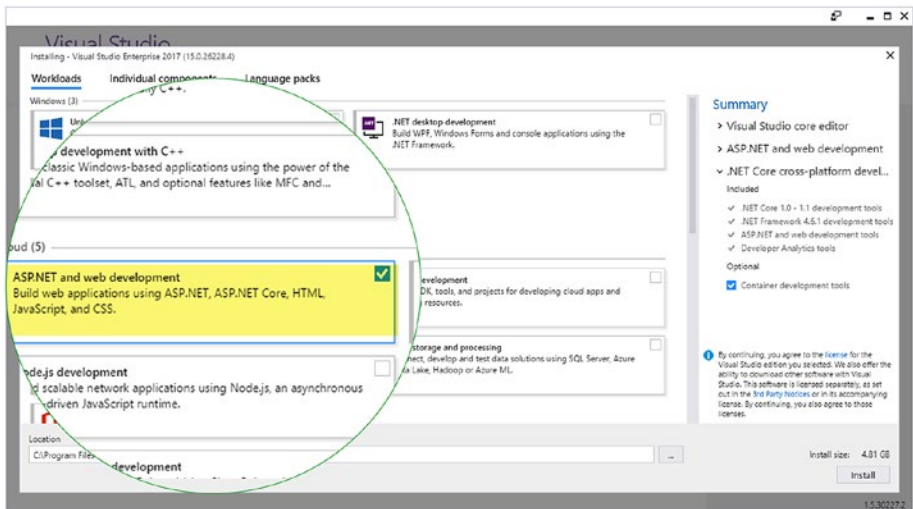 Visual Studio
Installing - Visual Studio Enterprise 2017 (15.0.26228.4)
Workloads Individual components Language packs
Windows (3)
.NET desktop development
Build WPF, Windows Forms and console applications using the
.NET Framework.
C++.
development with C++
classic Windows-based applications using the power of the
C++ toolset, ATL, and optional features like MFC and...
(5)
ASP.NET and web development
Build web applications using ASP.NET, ASP.NET Core, HTML,
JavaScript, and CSS.
development
tools, and projects for developing cloud apps and
resources.
development
scalable network applications using Node.js, an asynchronous
-driven JavaScript runtime.
storage and processing
develop and test data solutions using SQL Server, Azure
Lake, Hadoop or Azure ML.
development
Summary
Visual Studio core editor
ASP.NET and web development
.NET Core cross-platform devel...
Included
.NET Core 1.0 - 1.1 development tools
.NET Framework 4.6.1 development tools
ASP.NET and web development tools
Developer Analytics tools
Optional
Container development tools
By continuing, you agree to the license for the
Visual Studio edition you selected. We also offer the
ability to download other software with Visual
Studio. This software is licensed separately, as set
out in the 3rd Party Notices or in its accompanying
license. By continuing, you also agree to those
licenses.
Location
C:\Program Files
...
Install size: 4.81 GB
Install
1.5.30227.2